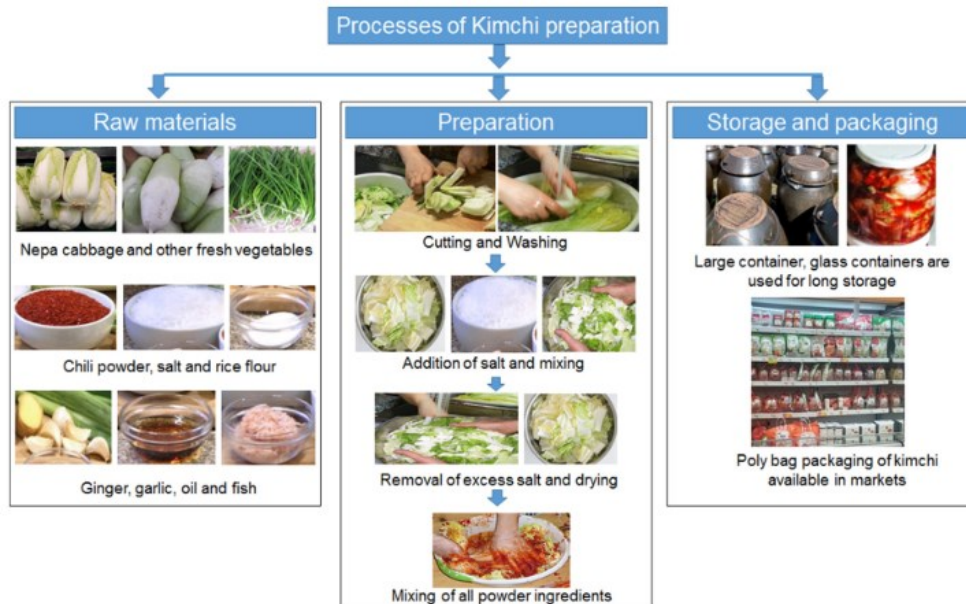 Processes of Kimchi preparation
Raw materials
Nepa cabbage and other fresh vegetables
Chili powder, salt and rice flour
Ginger, garlic, oil and fish
Preparation
Cutting and Washing
Addition of salt and mixing
Removal of excess salt and drying
Mixing of all powder ingredients
Storage and packaging
Large container, glass containers are
used for long storage
Poly bag packaging of kimchi
available in markets